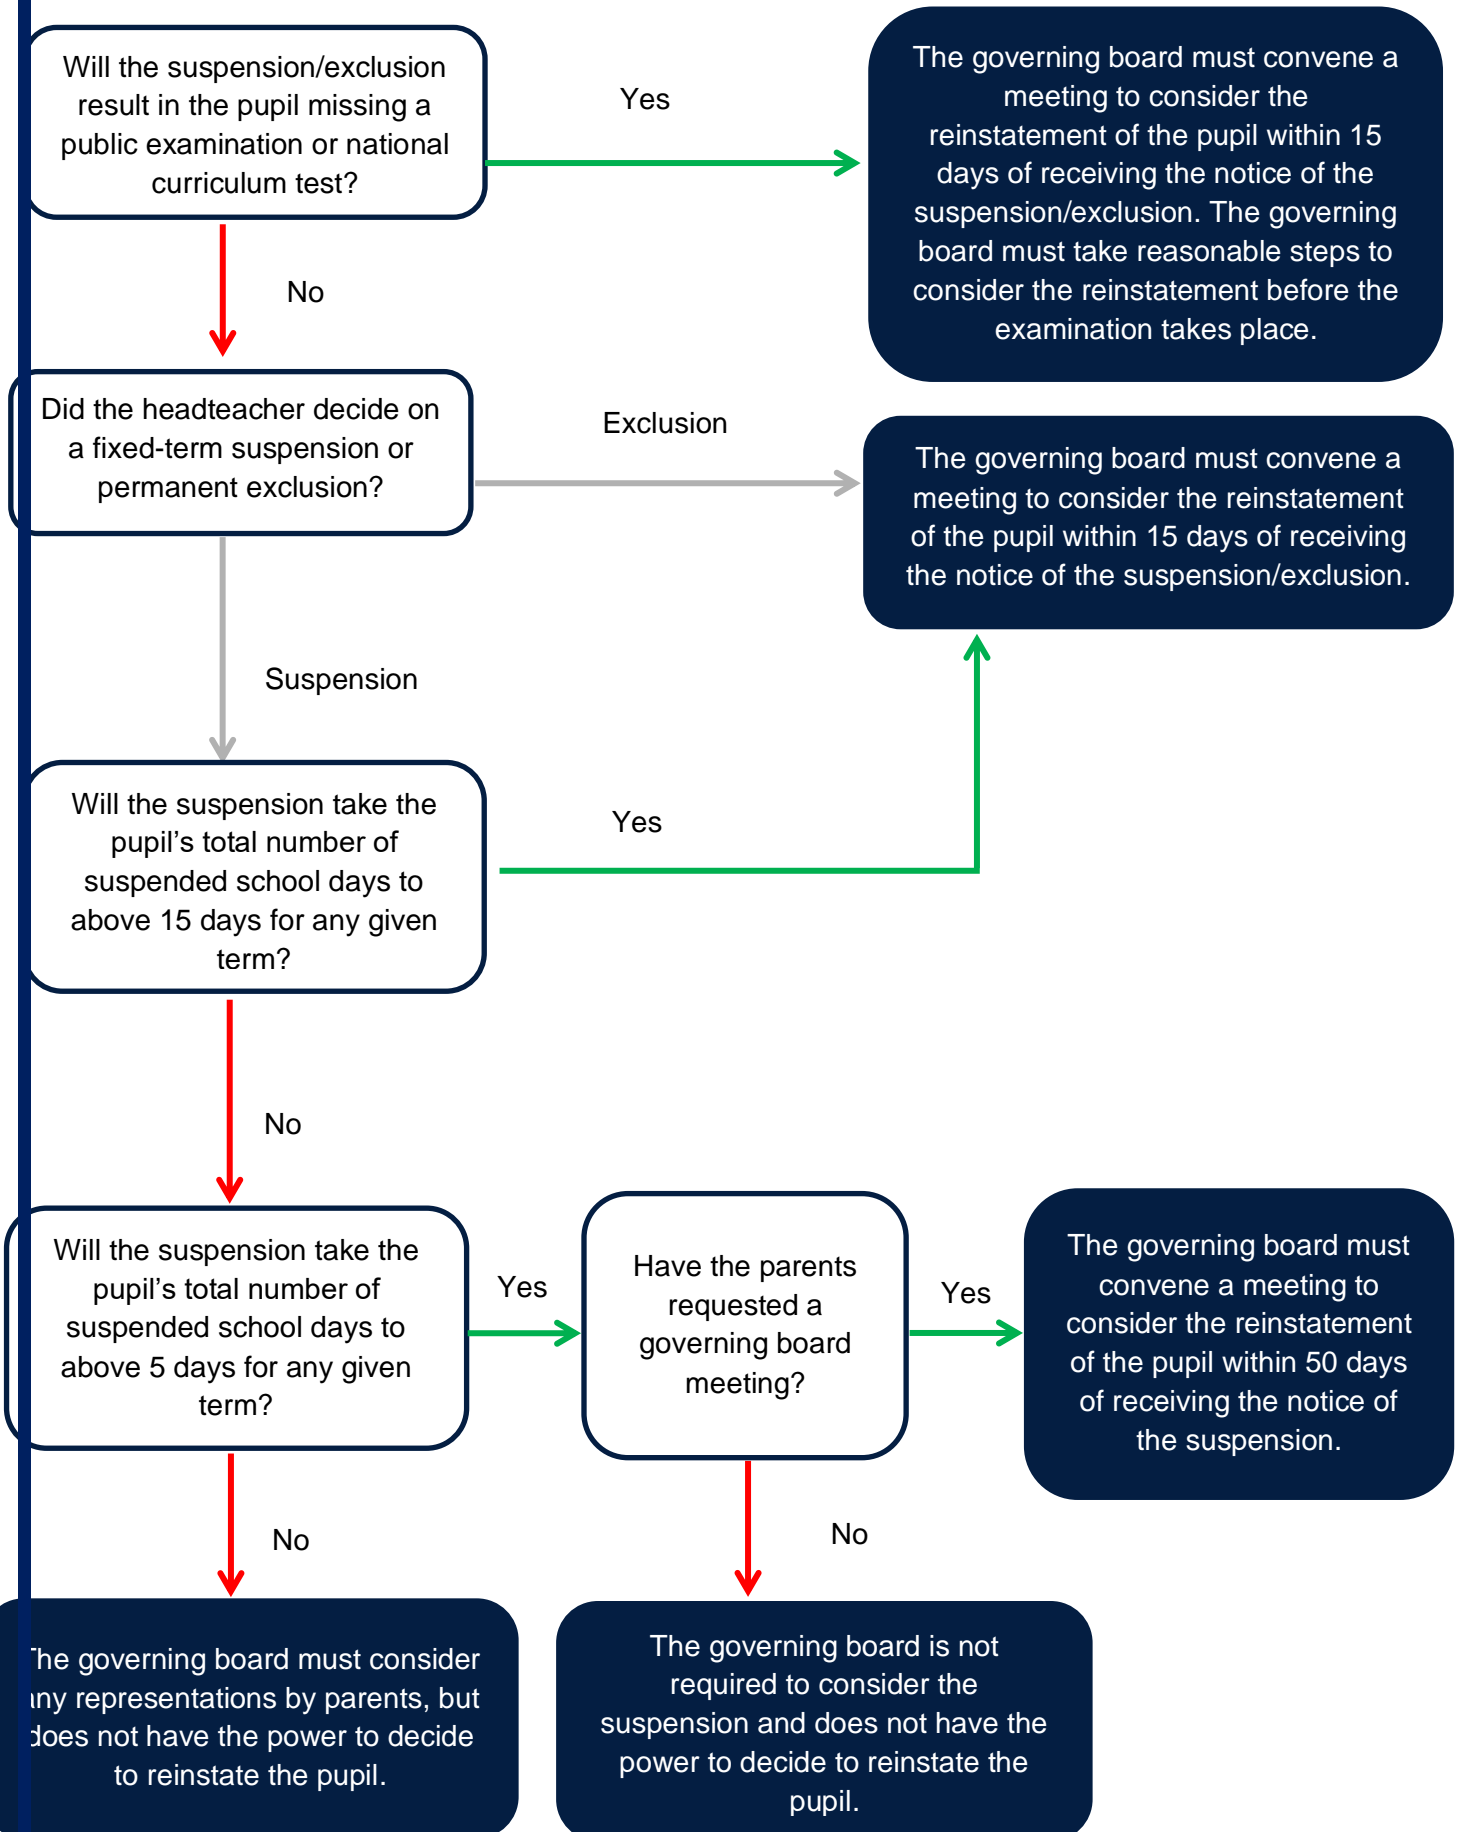 Will the suspension/exclusion
result in the pupil missing a
public examination or national
curriculum test?
Yes
The governing board must convene a
meeting to consider the
reinstatement of the pupil within 15
days of receiving the notice of the
suspension/exclusion. The governing
board must take reasonable steps to
consider the reinstatement before the
examination takes place.
No
Did the headteacher decide on
a fixed-term suspension or
permanent exclusion?
Exclusion
The governing board must convene a
meeting to consider the reinstatement
of the pupil within 15 days of receiving
the notice of the suspension/exclusion.
Suspension
Will the suspension take the
pupil’s total number of
suspended school days to
above 15 days for any given
term?
Yes
No
Will the suspension take the
pupil’s total number of
suspended school days to
above 5 days for any given
term?
Yes
Have the parents
requested a
governing board
meeting?
Yes
The governing board must
convene a meeting to
consider the reinstatement
of the pupil within 50 days
of receiving the notice of
the suspension.
No
No
The governing board must consider
any representations by parents, but
does not have the power to decide
to reinstate the pupil.
The governing board is not
required to consider the
suspension and does not have the
power to decide to reinstate the
pupil.